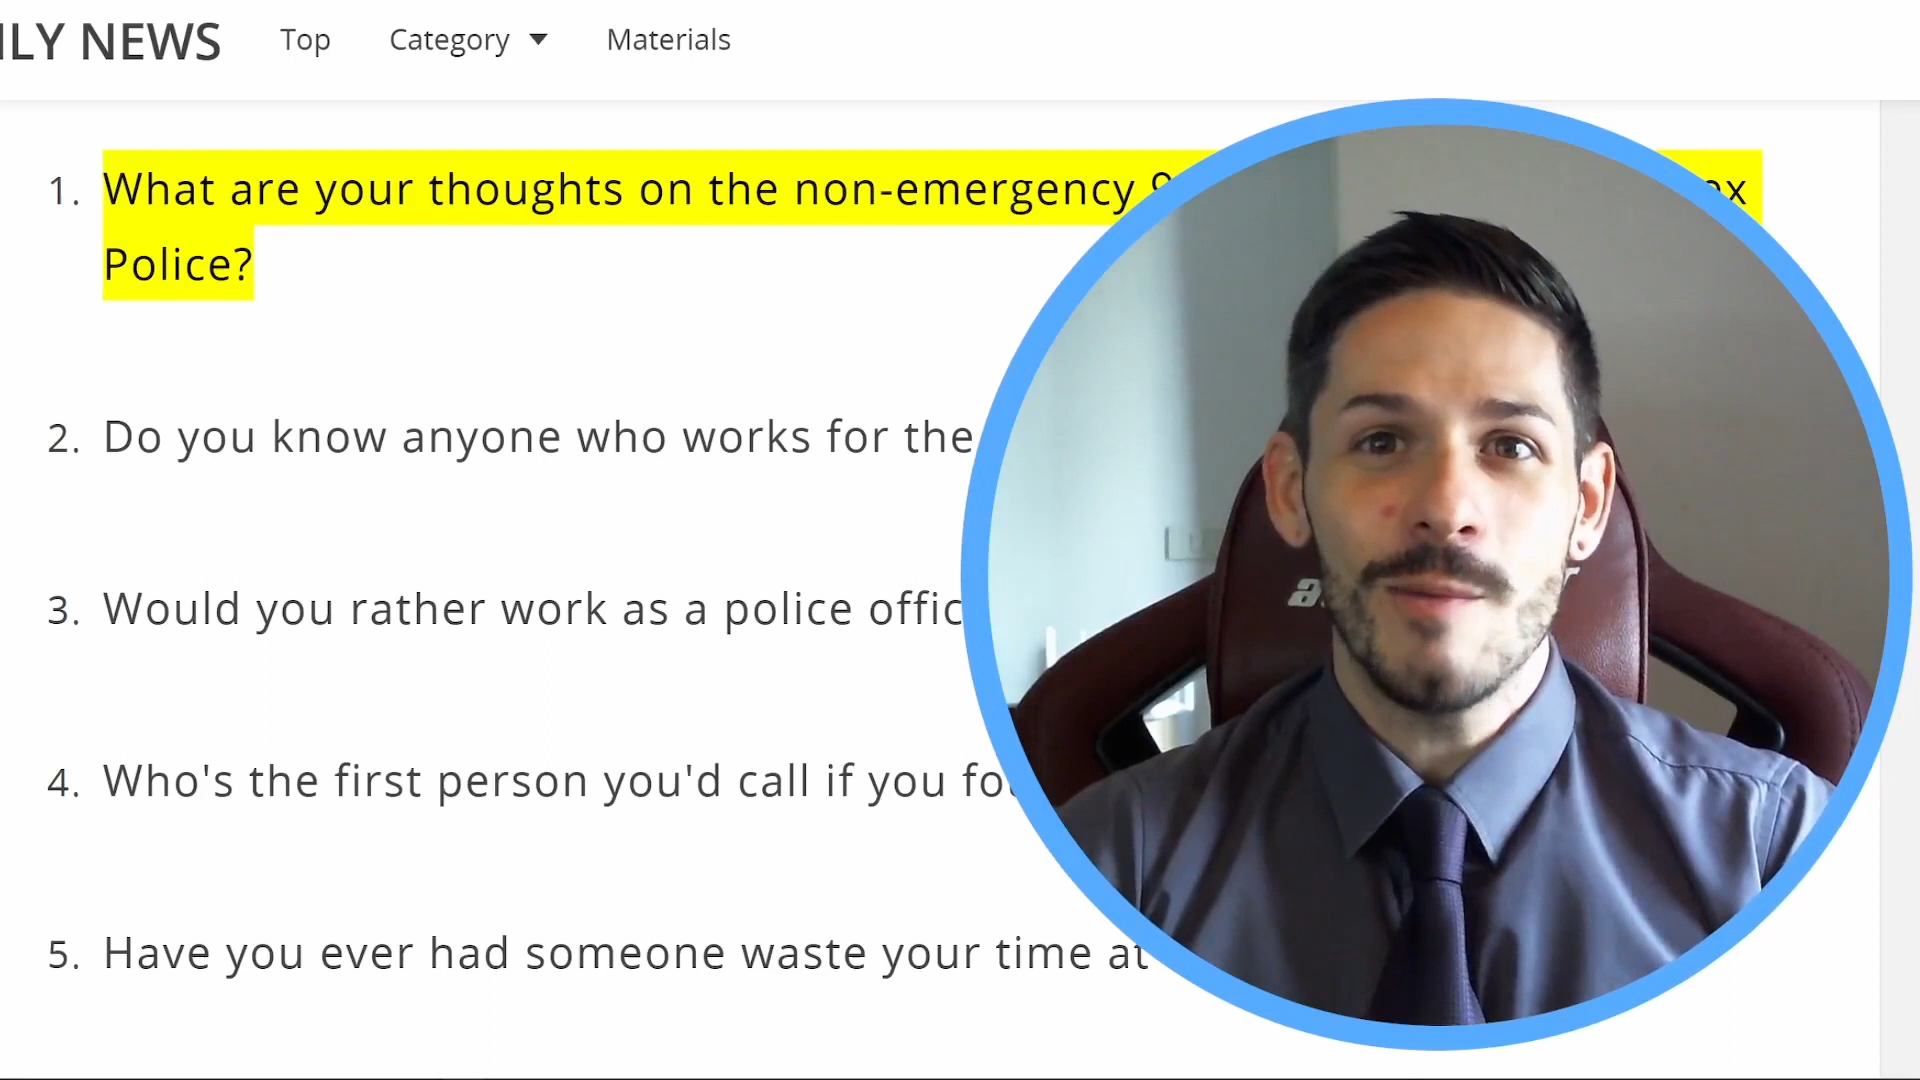 ILY NEWS Top Category Materials
1. What are your thoughts on the non-emergency
Police?
2. Do you know anyone who works for the
3. Would you rather work as a police
4. Who's the first person you'd call if you
5. Have you ever had someone waste your time at